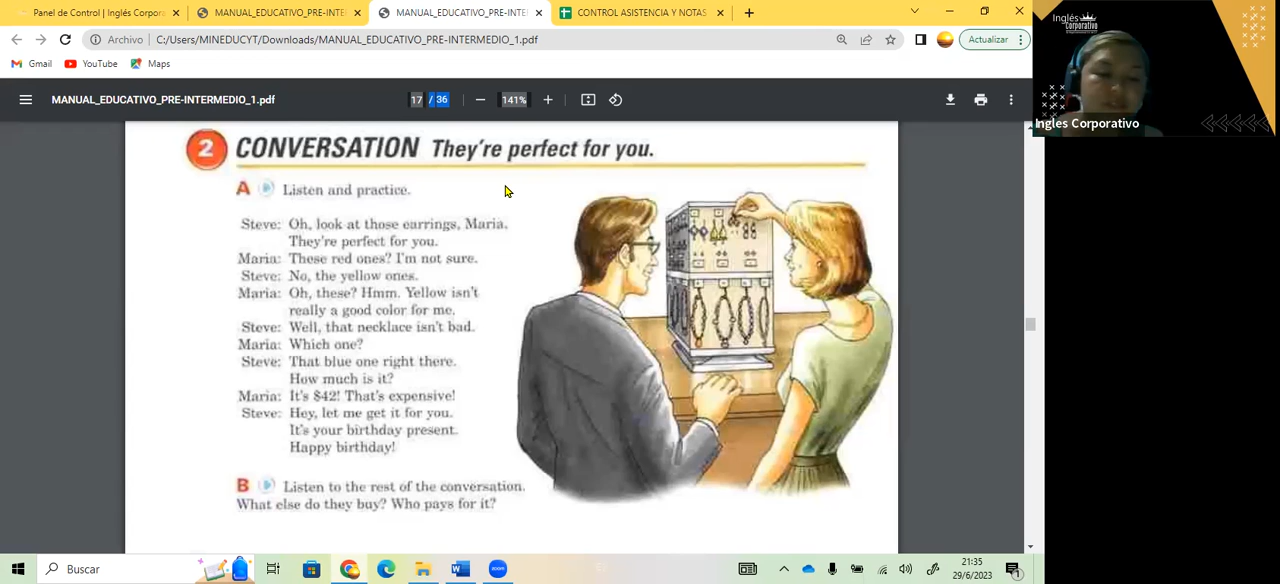 Panel de Control | Inglés Corpora
MANUAL_EDUCATIVO_PRE-INTE
MANUAL_EDUCATIVO_PRE-INTE
CONTROL ASISTENCIA Y NOTAS
Archivo
C:/Users/MINEDUCYT/Downloads/MANUAL_EDUCATIVO_PRE-INTERMEDIO_1.pdf
Actualizar
Gmail
YouTube
Maps
MANUAL_EDUCATIVO_PRE-INTERMEDIO_1.pdf
17 / 36
141%
Inglés
Corporativo
Ingles Corporativo
2 CONVERSATION They're perfect for you.
A Listen and practice.
Steve: Oh, look at those earrings, Maria.
They're perfect for you.
Maria: These red ones? I'm not sure.
Steve: No, the yellow ones.
Maria: Oh, these? Hmm. Yellow isn't
really a good color for me.
Steve: Well, that necklace isn't bad.
Maria: Which one?
Steve: That blue one right there.
How much is it?
Maria: It's $42! That's expensive!
Steve: Hey, let me get it for you.
It's your birthday present.
Happy birthday!
B Listen to the rest of the conversation.
What else do they buy? Who pays for it?
Buscar
21:35
29/6/2023